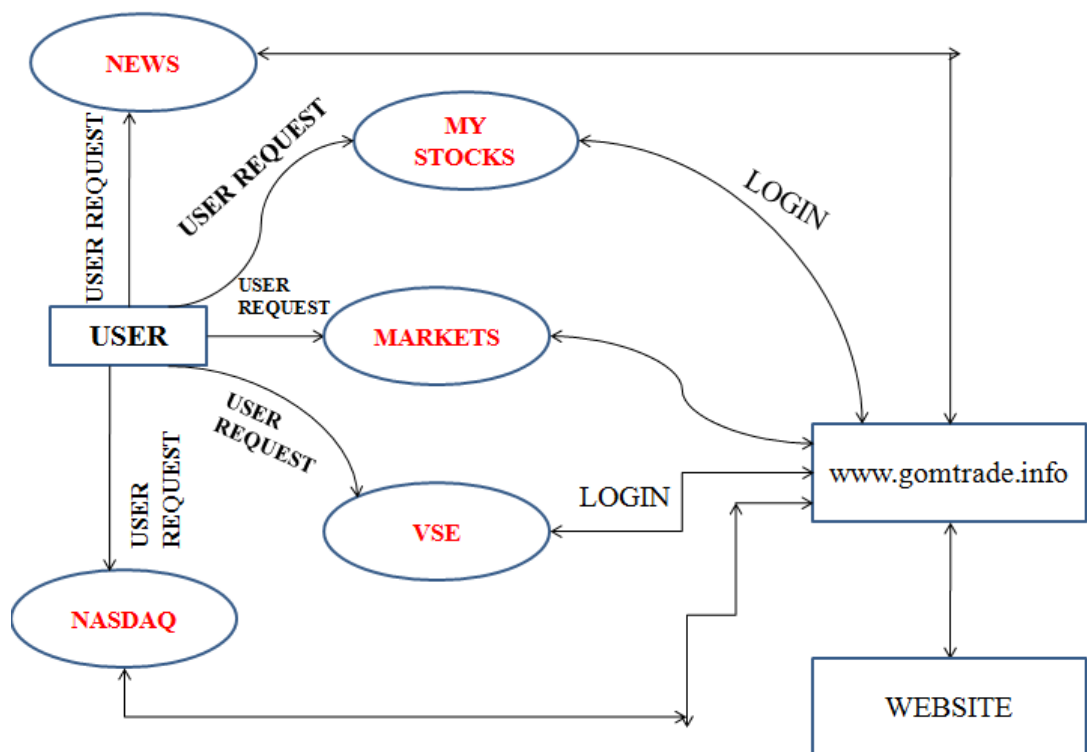 NEWS
USER REQUEST
USER REQUEST
MY
STOCKS
LOGIN
USER
REQUEST
USER
MARKETS
USER
REQUEST
USER
REQUEST
LOGIN
www.gomtrade.info
VSE
NASDAQ
WEBSITE